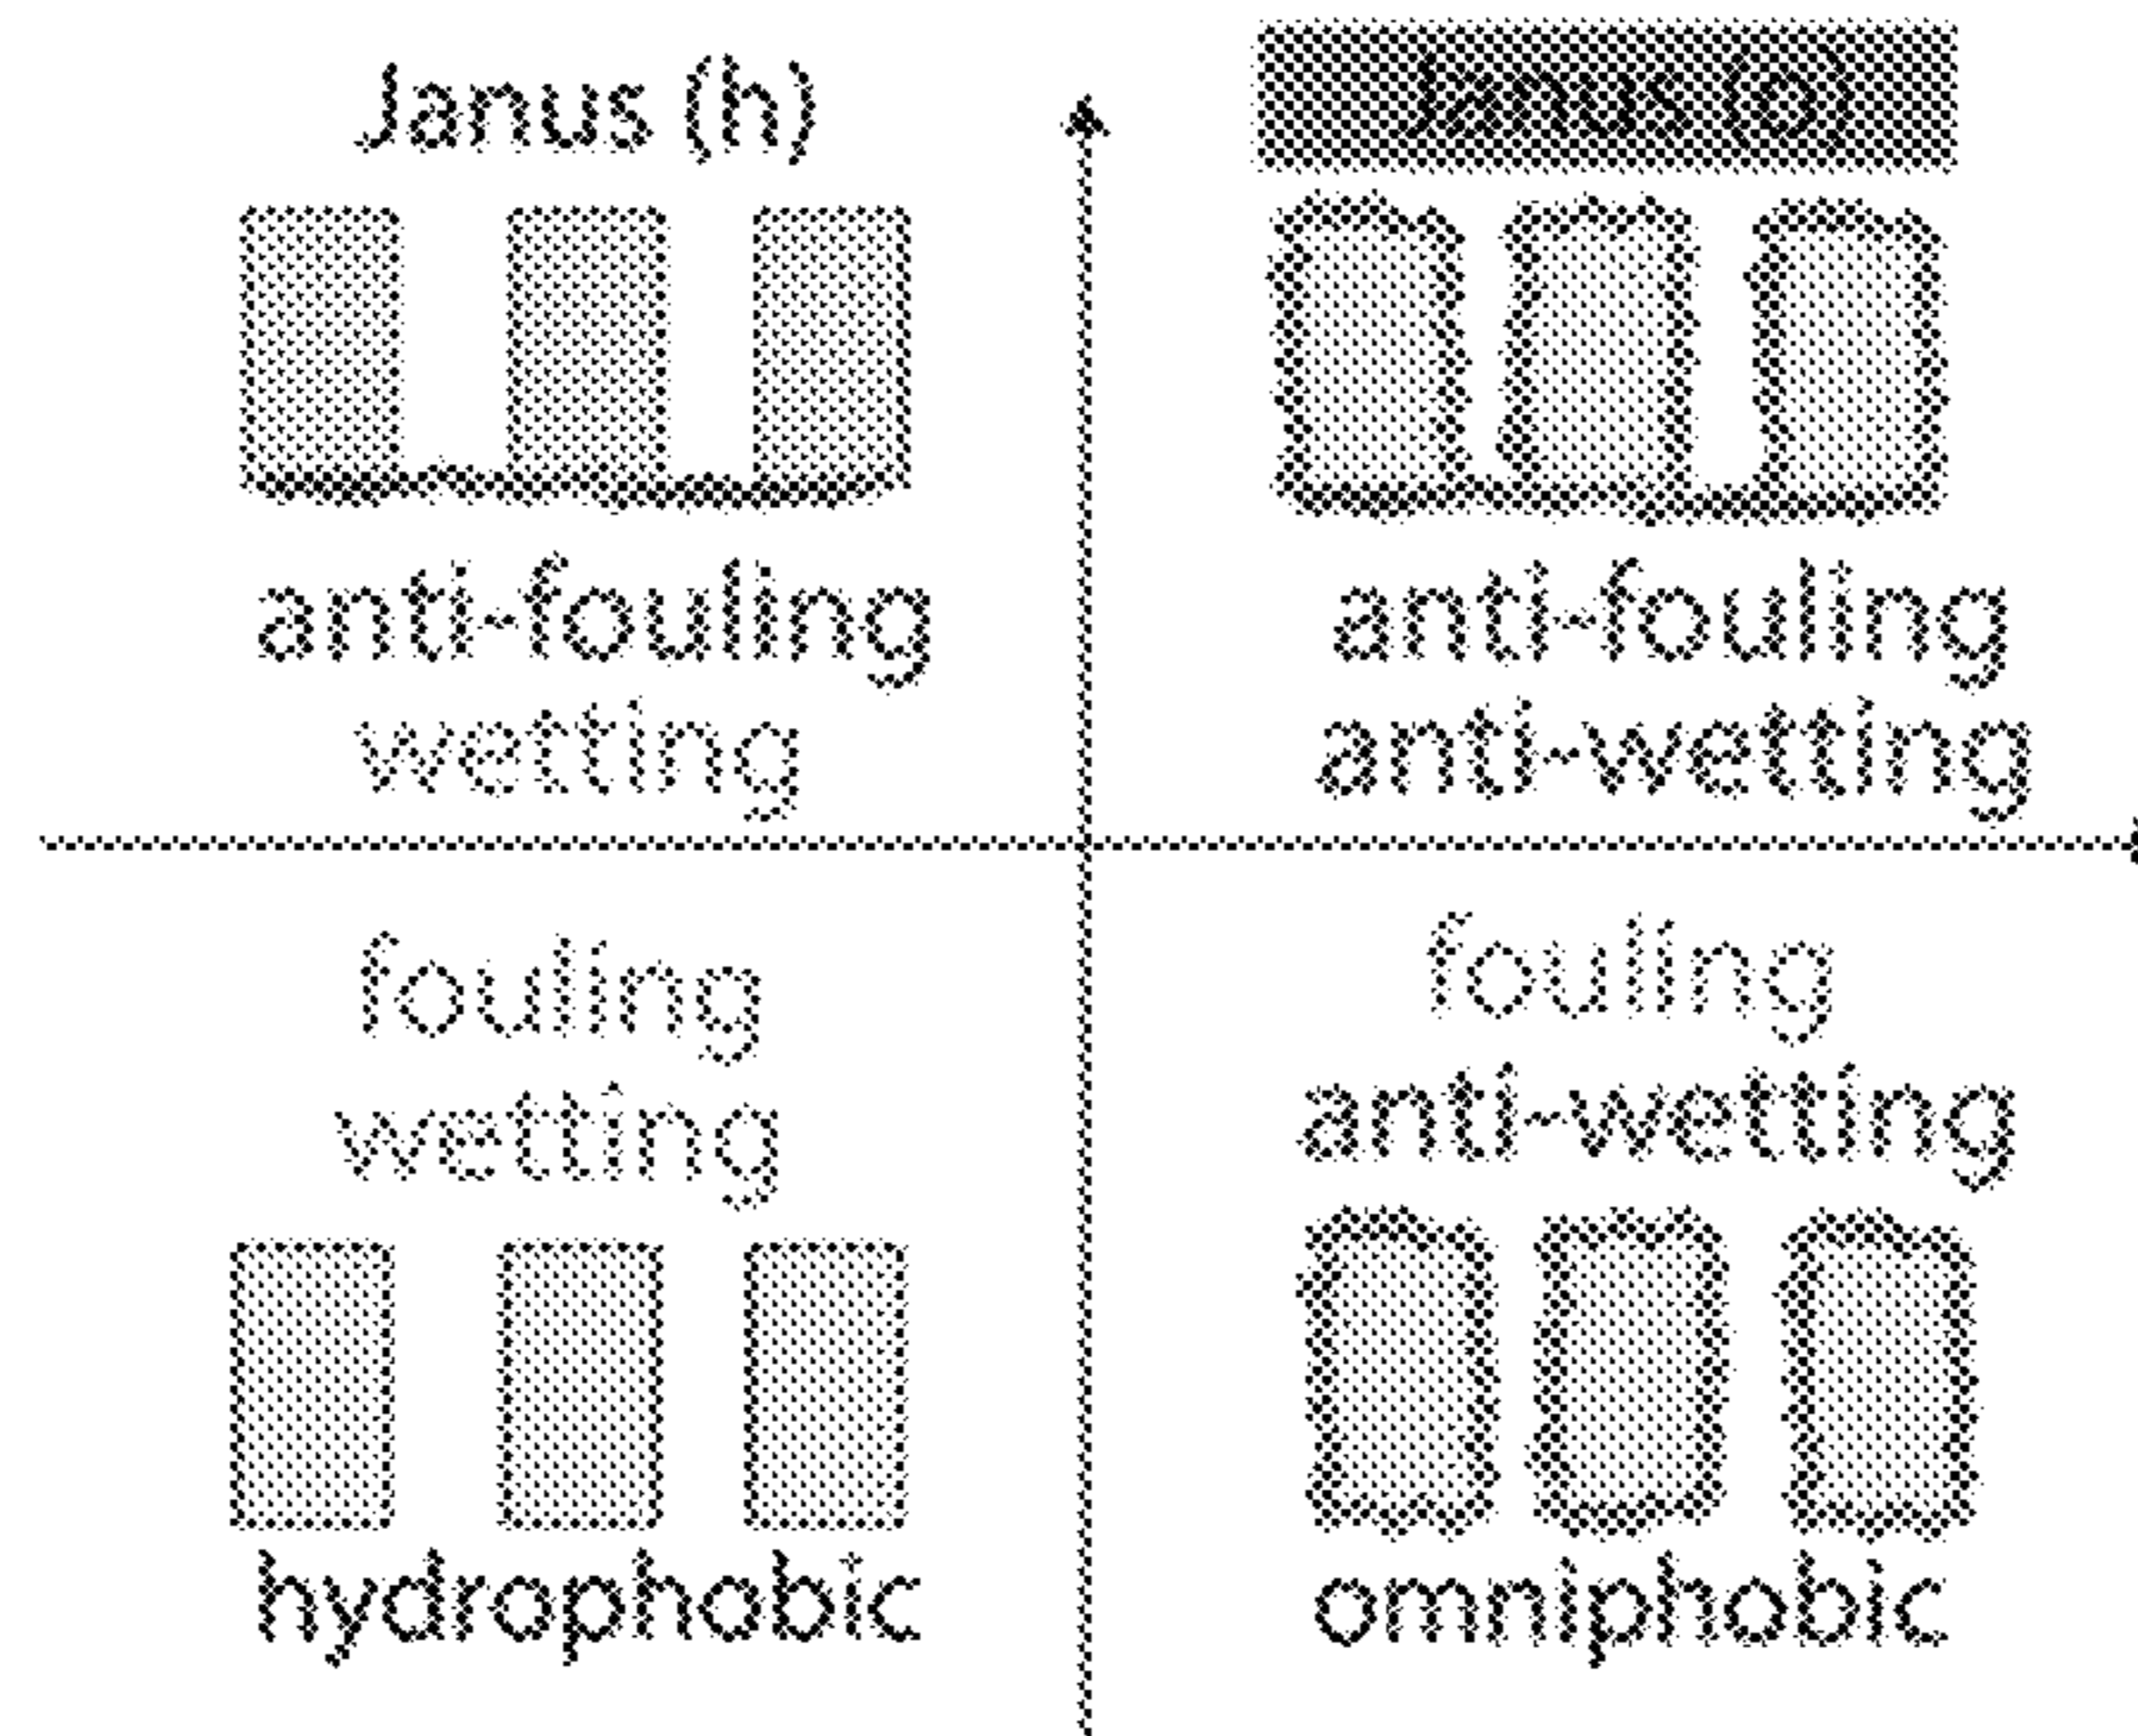 Janus (h)
Janus (o)
anti-fouling
wetting
anti-fouling
anti-wetting
fouling
wetting
fouling
anti-wetting
hydrophobic
omniphobic